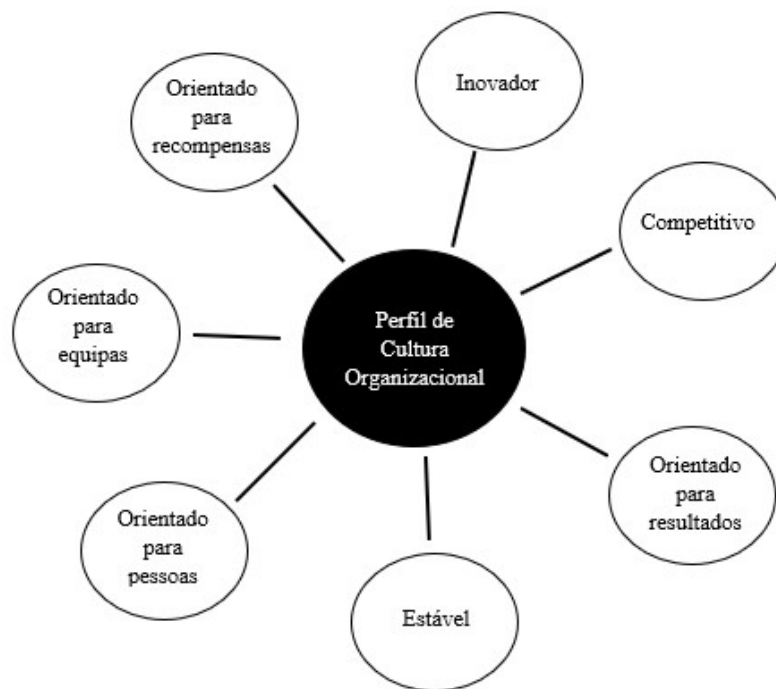 Inovador
Orientado
para
recompensas
Competitivo
Orientado
para
equipas
Perfil de
Cultura
Organizacional
Orientado
para
resultados
Orientado
para
pessoas
Estável